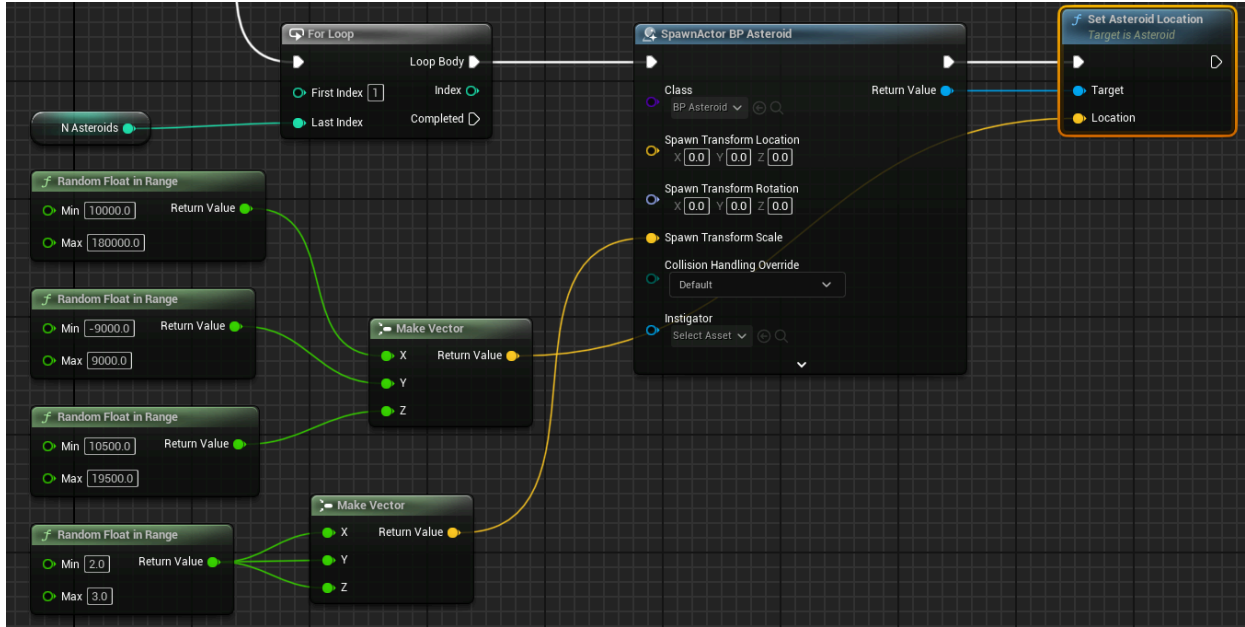 For Loop
Loop Body
First Index 1
Index
Last Index
Completed
N Asteroids
SpawnActor BP Asteroid
Class
BP Asteroid
Return Value
Spawn Transform Location
X 0.0 Y 0.0 Z 0.0
Spawn Transform Rotation
X 0.0 Y 0.0 Z 0.0
Spawn Transform Scale
Collision Handling Override
Default
Instigator
Select Asset
f Set Asteroid Location
Target is Asteroid
Target
Location
f Random Float in Range
Min 10000.0 Return Value
Max 180000.0
f Random Float in Range
Min -9000.0 Return Value
Max 9000.0
f Random Float in Range
Min 10500.0 Return Value
Max 19500.0
f Random Float in Range
Min 2.0 Return Value
Max 3.0
Make Vector
X Return Value
Y
Z
Make Vector
X Return Value
Y
Z